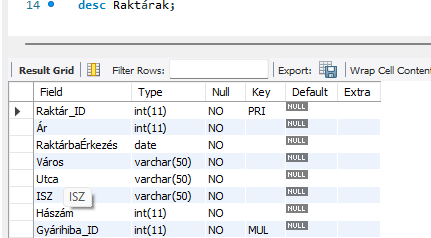 14 desc Raktárak;
Result Grid Filter Rows: Export: Wrap Cell Conten
Field Type Null Key Default Extra
Raktár_ID int(11) NO PRI NULL
Ár int(11) NO NULL
RaktárbaÉrkezés date NO NULL
Város varchar(50) NO NULL
Utca varchar(50) NO NULL
ISZ ISZ varchar(50) NO NULL
Hászám int(11) NO NULL
Gyárihiba_ID int(11) NO MUL NULL